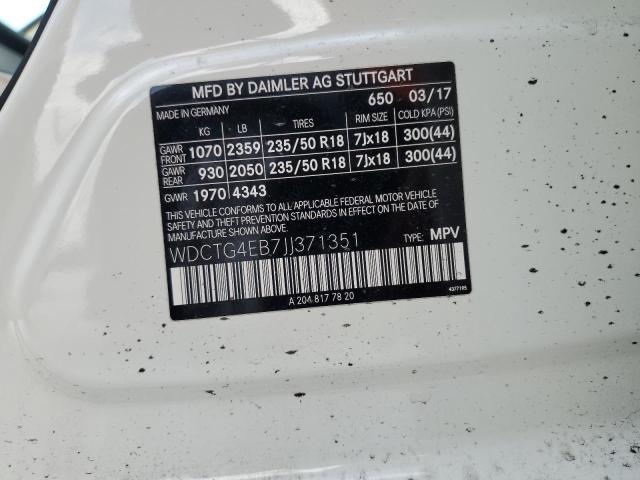 MFD BY DAIMLER AG STUTTGART
MADE IN GERMANY 650 03/17
KG LB TIRES RIM SIZE COLD KPA (PSI)
GAWR FRONT 1070 2359 235/50 R18 7Jx18 300(44)
GAWR REAR 930 2050 235/50 R18 7Jx18 300(44)
GVWR 1970 4343
THIS VEHICLE CONFORMS TO ALL APPLICABLE FEDERAL MOTOR VEHICLE
SAFETY AND THEFT PREVENTION STANDARDS IN EFFECT ON THE DATE OF
MANUFACTURE SHOWN ABOVE.
WDCTG4EB7JJ371351 TYPE: MPV
A 204 817 78 20